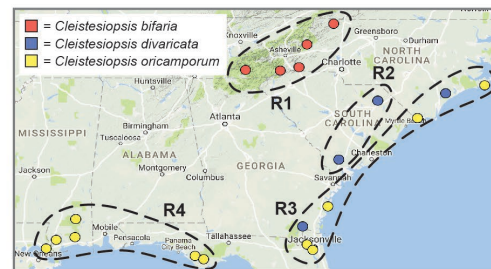 = Cleistesiopsis bifaria
= Cleistesiopsis divaricata
= Cleistesiopsis oricamporum
Knoxville
Greensboro
Durham
Asheville
NORTH
CAROLINA
Charlotte
Huntsville
R1
R2
SOUTH
CAROLINA
Myrtle Beach
Atlanta
MISSISSIPPI
Birmingham
Tuscaloosa
ALABAMA
GEORGIA
Charleston
Jackson
Montgomery
Columbus
Savannah
R4
R3
Mobile
Pensacola
Panama
City Beach
Tallahassee
Jacksonville
New Orleans